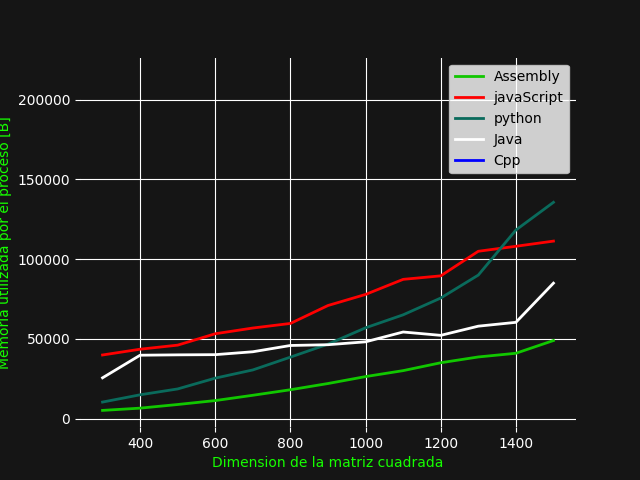 Assembly
javaScript
python
Java
Cpp
200000
150000
100000
50000
0
Memoria utilizada por el proceso [B]
400
600
800
1000
1200
1400
Dimension de la matriz cuadrada